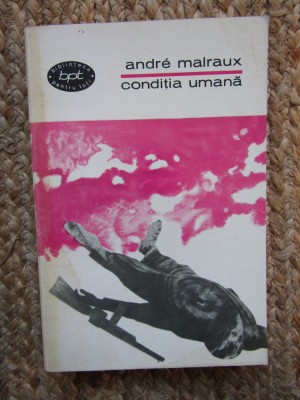 biblioteca
bpt
pentru toți
andré malraux
condiția umană